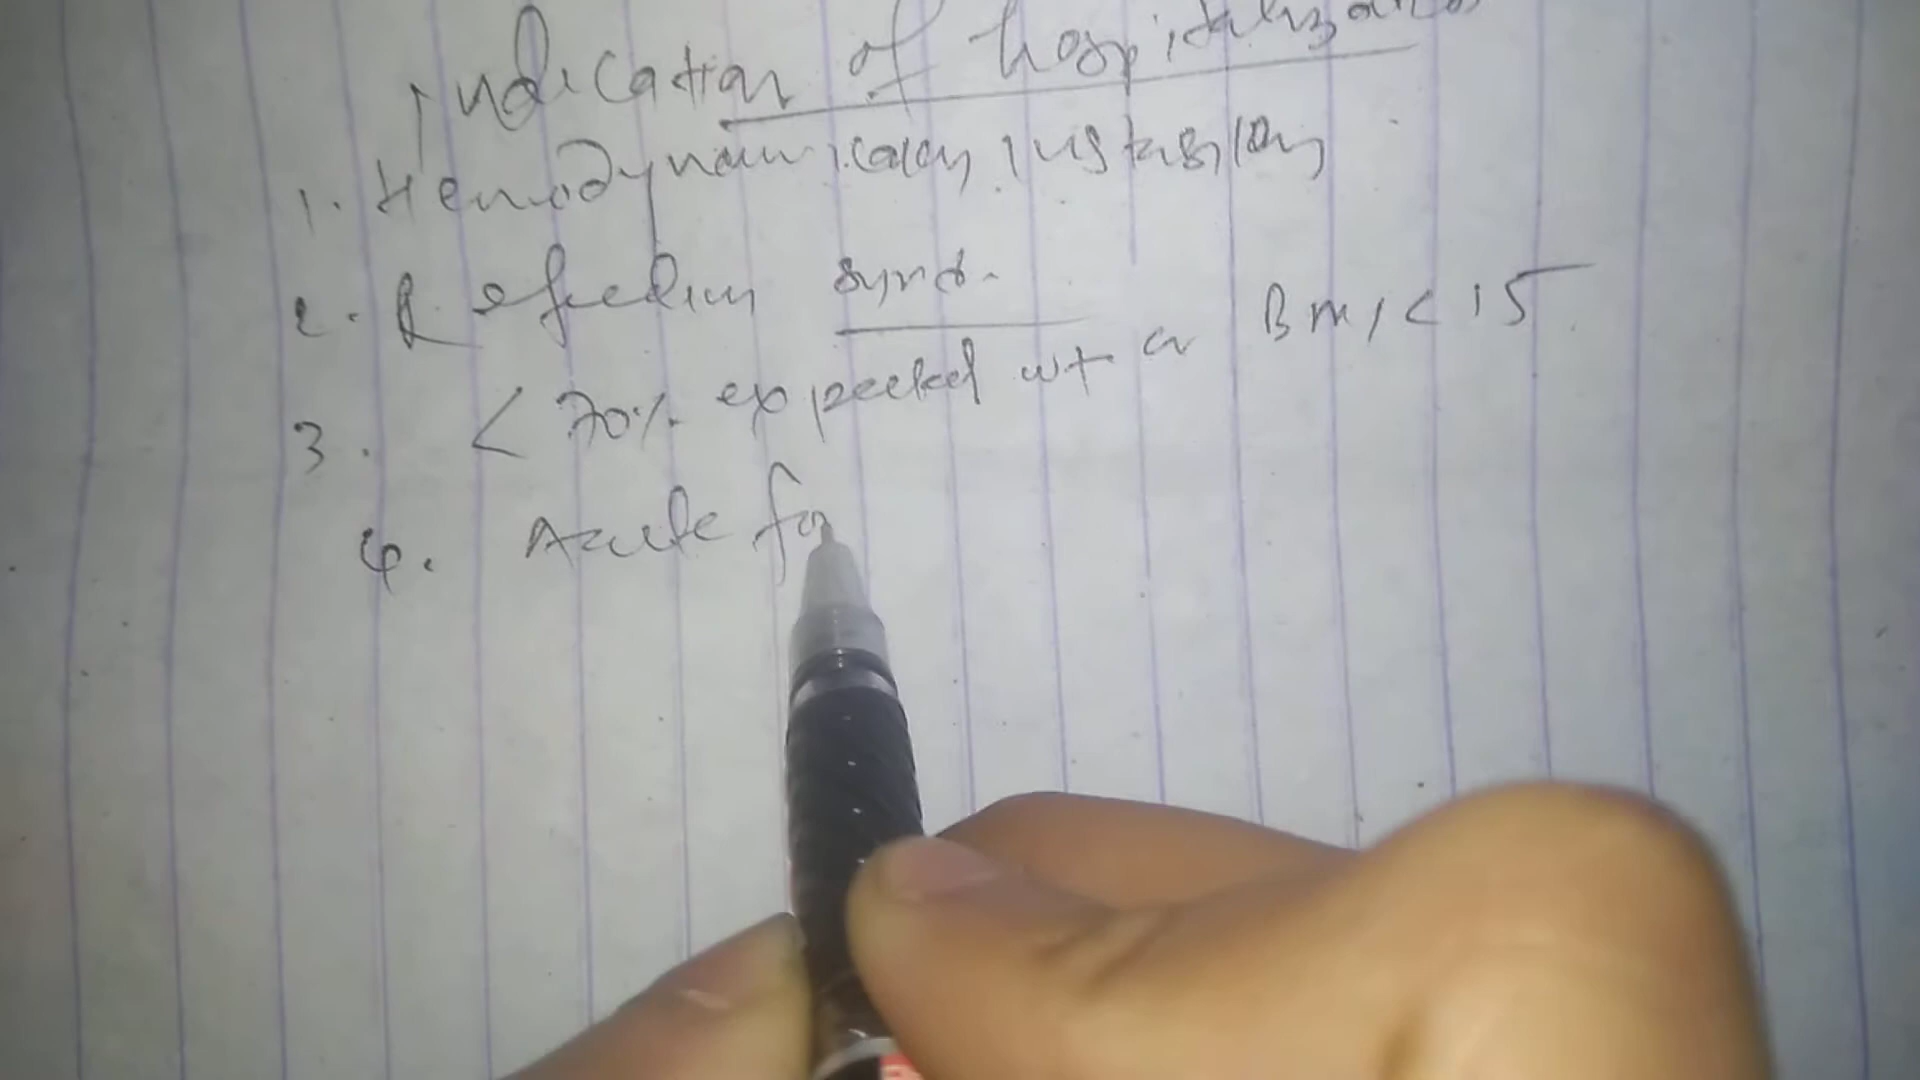 Indication of hospitalization
1. Hemodynamically instability
2. Refeeding synd.
3. < 70% expected wt or BMI < 15
4. Acute fo